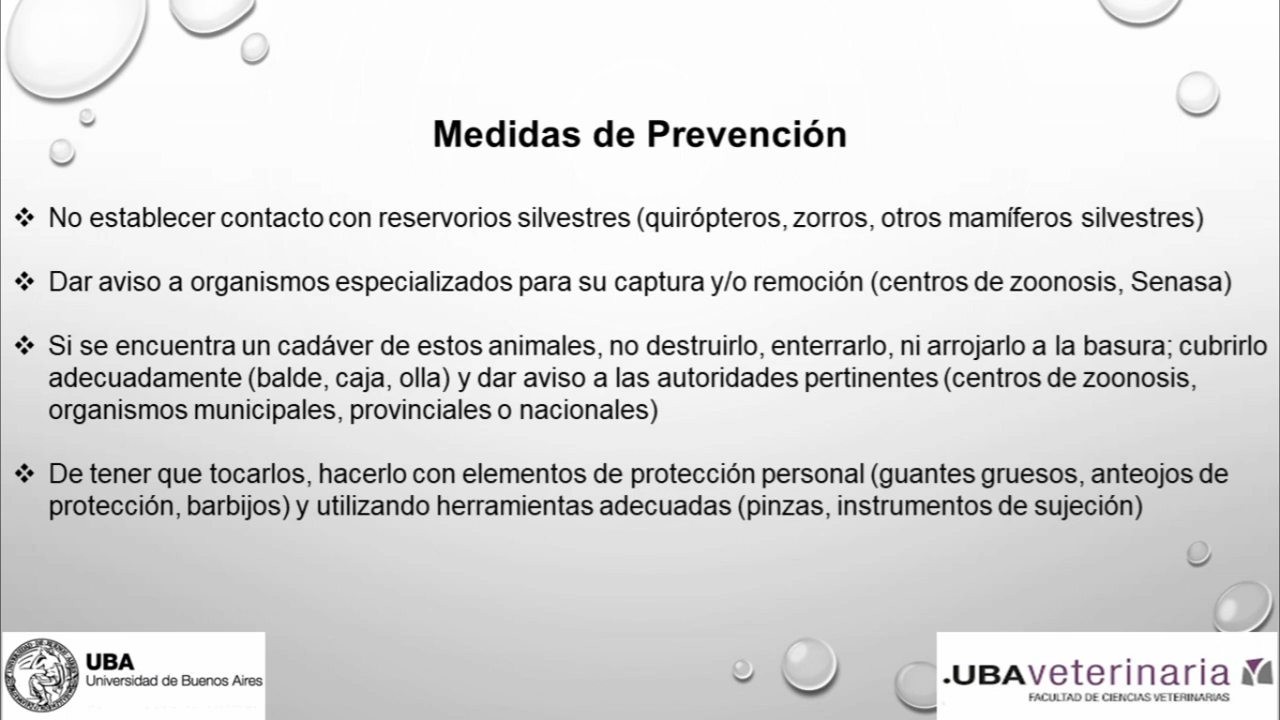 Medidas de Prevención
❖ No establecer contacto con reservorios silvestres (quirópteros, zorros, otros mamíferos silvestres)
❖ Dar aviso a organismos especializados para su captura y/o remoción (centros de zoonosis, Senasa)
❖ Si se encuentra un cadáver de estos animales, no destruirlo, enterrarlo, ni arrojarlo a la basura; cubrirlo
adecuadamente (balde, caja, olla) y dar aviso a las autoridades pertinentes (centros de zoonosis,
organismos municipales, provinciales o nacionales)
❖ De tener que tocarlos, hacerlo con elementos de protección personal (guantes gruesos, anteojos de
protección, barbijos) y utilizando herramientas adecuadas (pinzas, instrumentos de sujeción)
UBA
Universidad de Buenos Aires
.UBAveterinaria
FACULTAD DE CIENCIAS VETERINARIAS